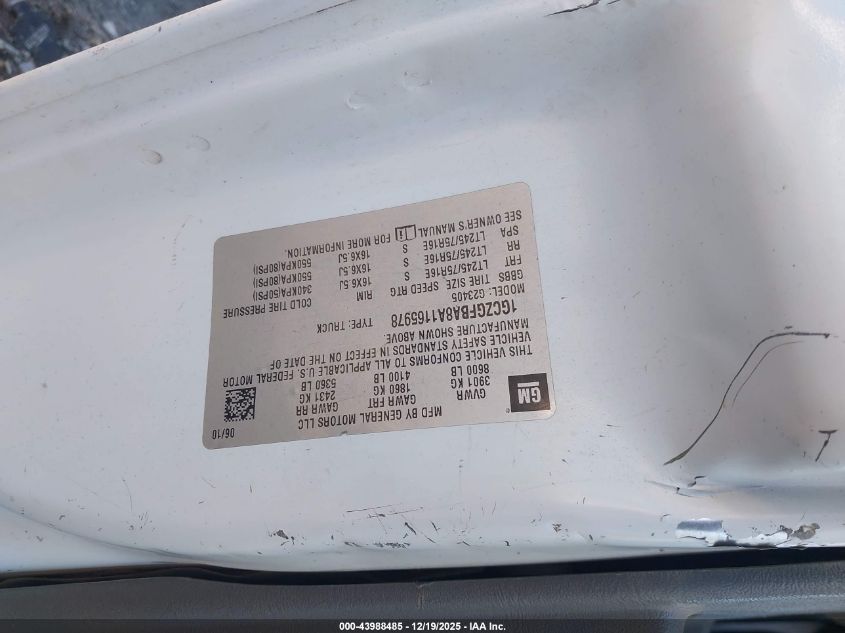 MFD BY GENERAL MOTORS LLC 06/10
GM
®
GVWR GAWR FRT GAWR RR
3901 KG 1860 KG 2431 KG
8600 LB 4100 LB 5360 LB
THIS VEHICLE CONFORMS TO ALL APPLICABLE U.S. FEDERAL MOTOR
VEHICLE SAFETY STANDARDS IN EFFECT ON THE DATE OF
MANUFACTURE SHOWN ABOVE.
1GCZGFBA8A1165978 TYPE: TRUCK
MODEL: G23405
GBBS TIRE SIZE SPEED RTG RIM COLD TIRE PRESSURE
FRT LT245/75R16E S 16X6.5J 340KPA(50PSI)
RR LT245/75R16E S 16X6.5J 550KPA(80PSI)
SPA LT245/75R16E S 16X6.5J 550KPA(80PSI)
SEE OWNER'S MANUAL FOR MORE INFORMATION.
000-43988485 - 12/19/2025 - IAA Inc.